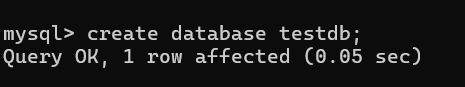 mysql> create database testdb;
Query OK, 1 row affected (0.05 sec)